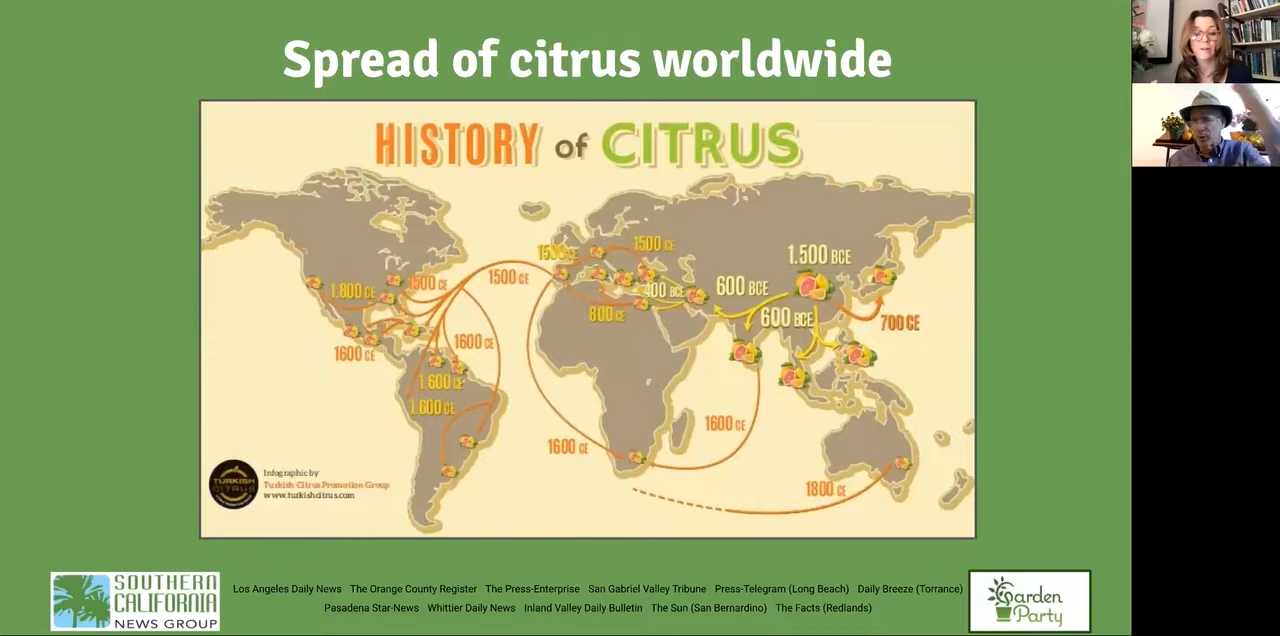 Spread of citrus worldwide
HISTORY of CITRUS
1.500 BCE
1500 CE
1500 CE
1500 CE
1500 CE
600 BCE
400 BCE
1.800 CE
800 CE
600 BCE
700 CE
1600 CE
1600 CE
1.600 CE
1.600 CE
1600 CE
1600 CE
1800 CE
TURKISH
CITRUS
Infographic by
Turkish Citrus Promotion Group
www.turkishcitrus.com
SOUTHERN
CALIFORNIA
NEWS GROUP
Los Angeles Daily News The Orange County Register The Press-Enterprise San Gabriel Valley Tribune Press-Telegram (Long Beach) Daily Breeze (Torrance)
Pasadena Star-News Whittier Daily News Inland Valley Daily Bulletin The Sun (San Bernardino) The Facts (Redlands)
Garden
Party